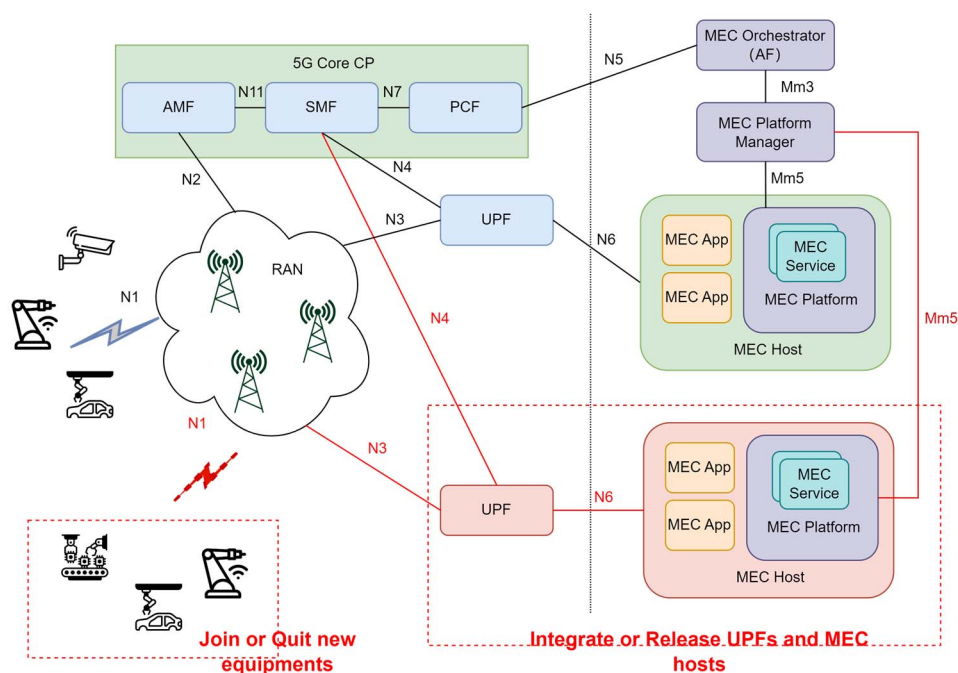 MEC Orchestrator
(AF)
5G Core CP
N5
Mm3
AMF
N11
SMF
N7
PCF
MEC Platform
Manager
N4
N2
Mm5
N3
UPF
N6
MEC App
MEC
Service
MEC App
MEC Platform
MEC Host
RAN
N1
N4
Mm5
N1
N3
UPF
N6
MEC App
MEC
Service
MEC App
MEC Platform
MEC Host
Join or Quit new
equipments
Integrate or Release UPFs and MEC
hosts